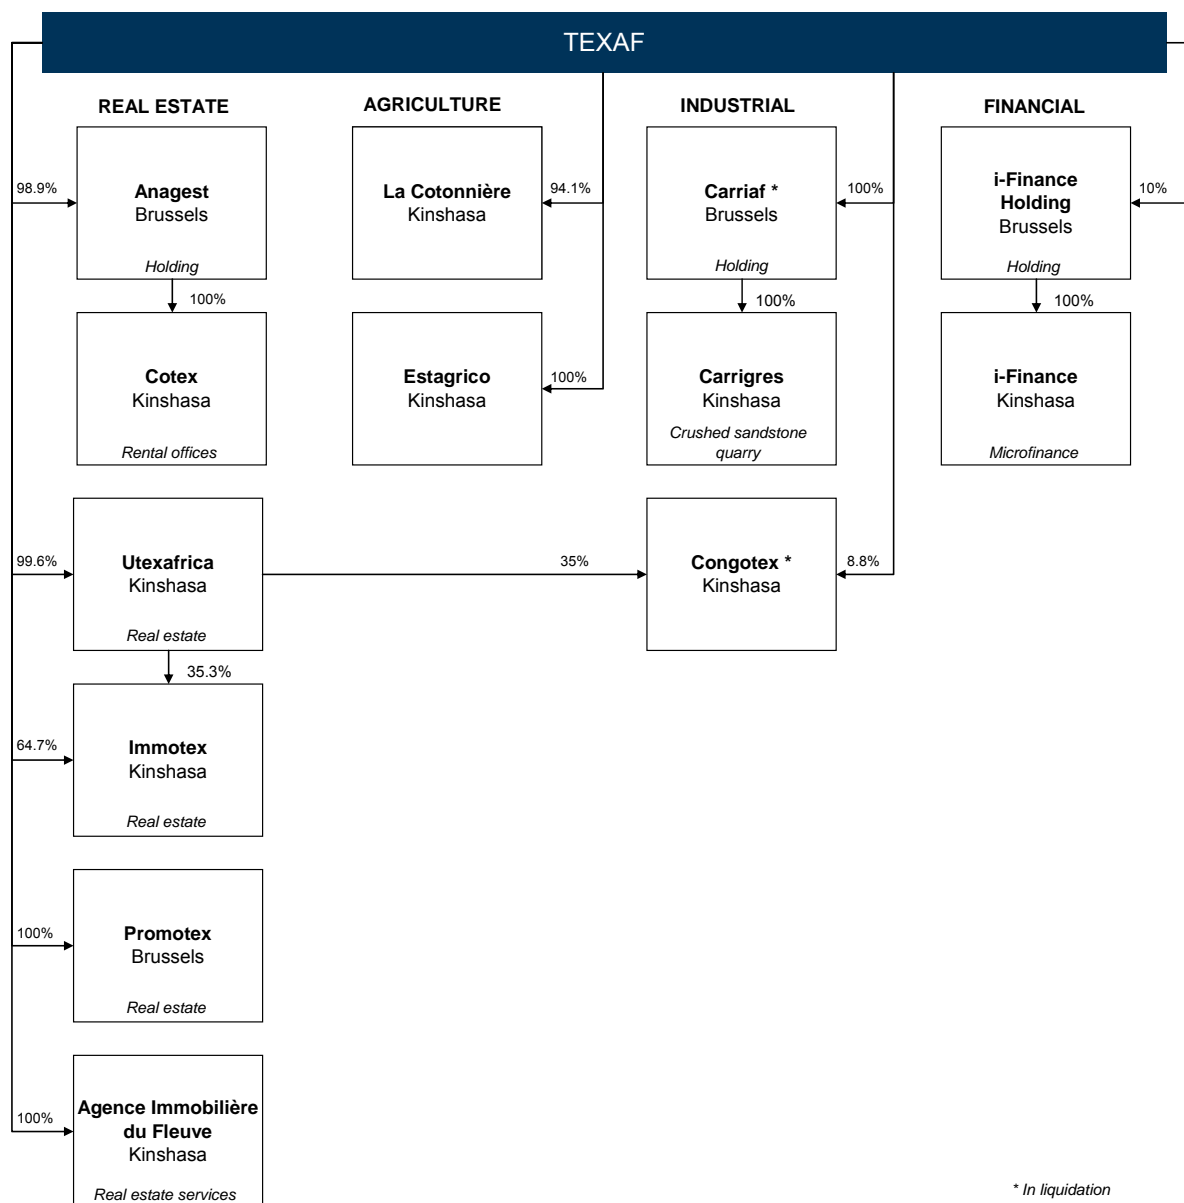 TEXAF
REAL ESTATE
AGRICULTURE
INDUSTRIAL
FINANCIAL
98.9%
Anagest
Brussels
Holding
La Cotonnière
Kinshasa
94.1%
Carriaf *
Brussels
Holding
100%
i-Finance
Holding
Brussels
Holding
10%
100%
100%
100%
Cotex
Kinshasa
Rental offices
Estagrico
Kinshasa
100%
Carrigres
Kinshasa
Crushed sandstone
quarry
i-Finance
Kinshasa
Microfinance
99.6%
Utexafrica
Kinshasa
Real estate
35%
Congotex *
Kinshasa
8.8%
35.3%
64.7%
Immotex
Kinshasa
Real estate
100%
Promotex
Brussels
Real estate
100%
Agence Immobilière
du Fleuve
Kinshasa
Real estate services
* In liquidation